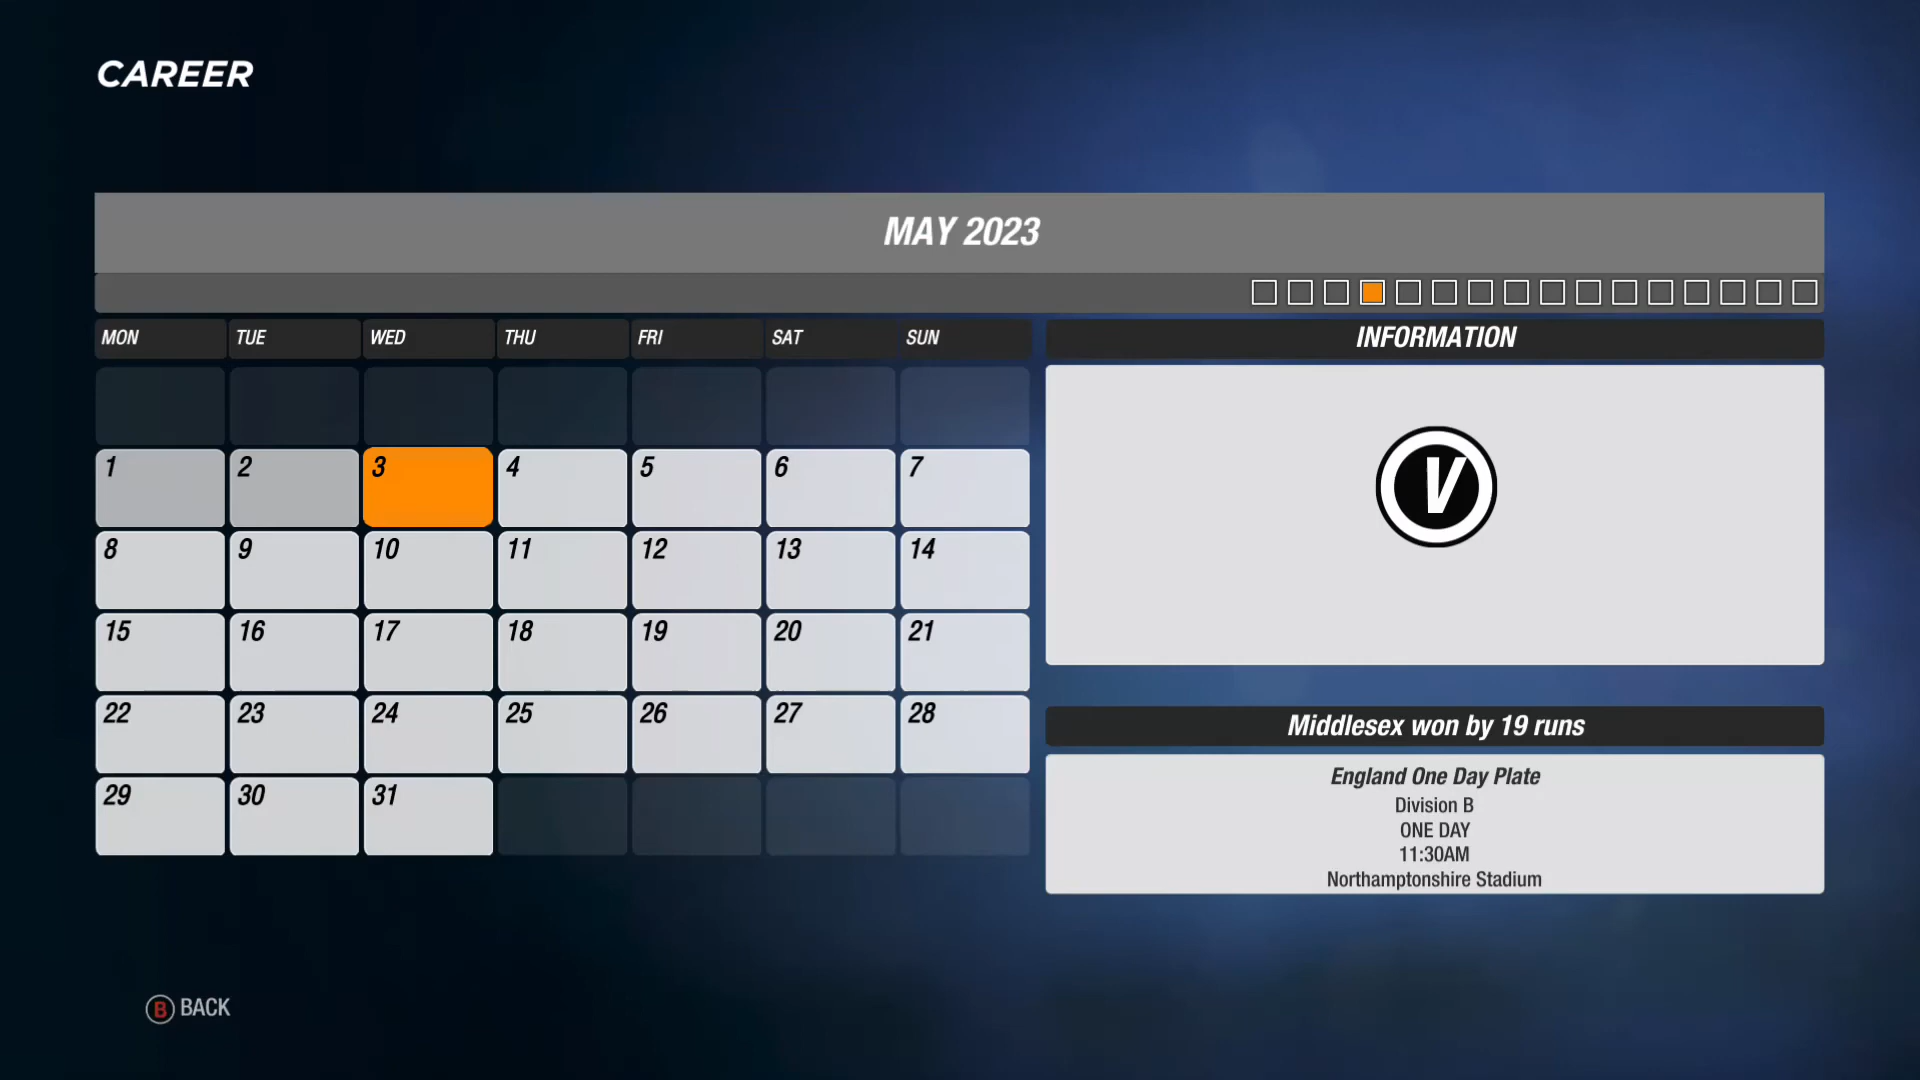 CAREER
MAY 2023
MON TUE WED THU FRI SAT SUN
INFORMATION
V
1 2 3 4 5 6 7
8 9 10 11 12 13 14
15 16 17 18 19 20 21
22 23 24 25 26 27 28
29 30 31
Middlesex won by 19 runs
England One Day Plate
Division B
ONE DAY
11:30AM
Northamptonshire Stadium
B BACK